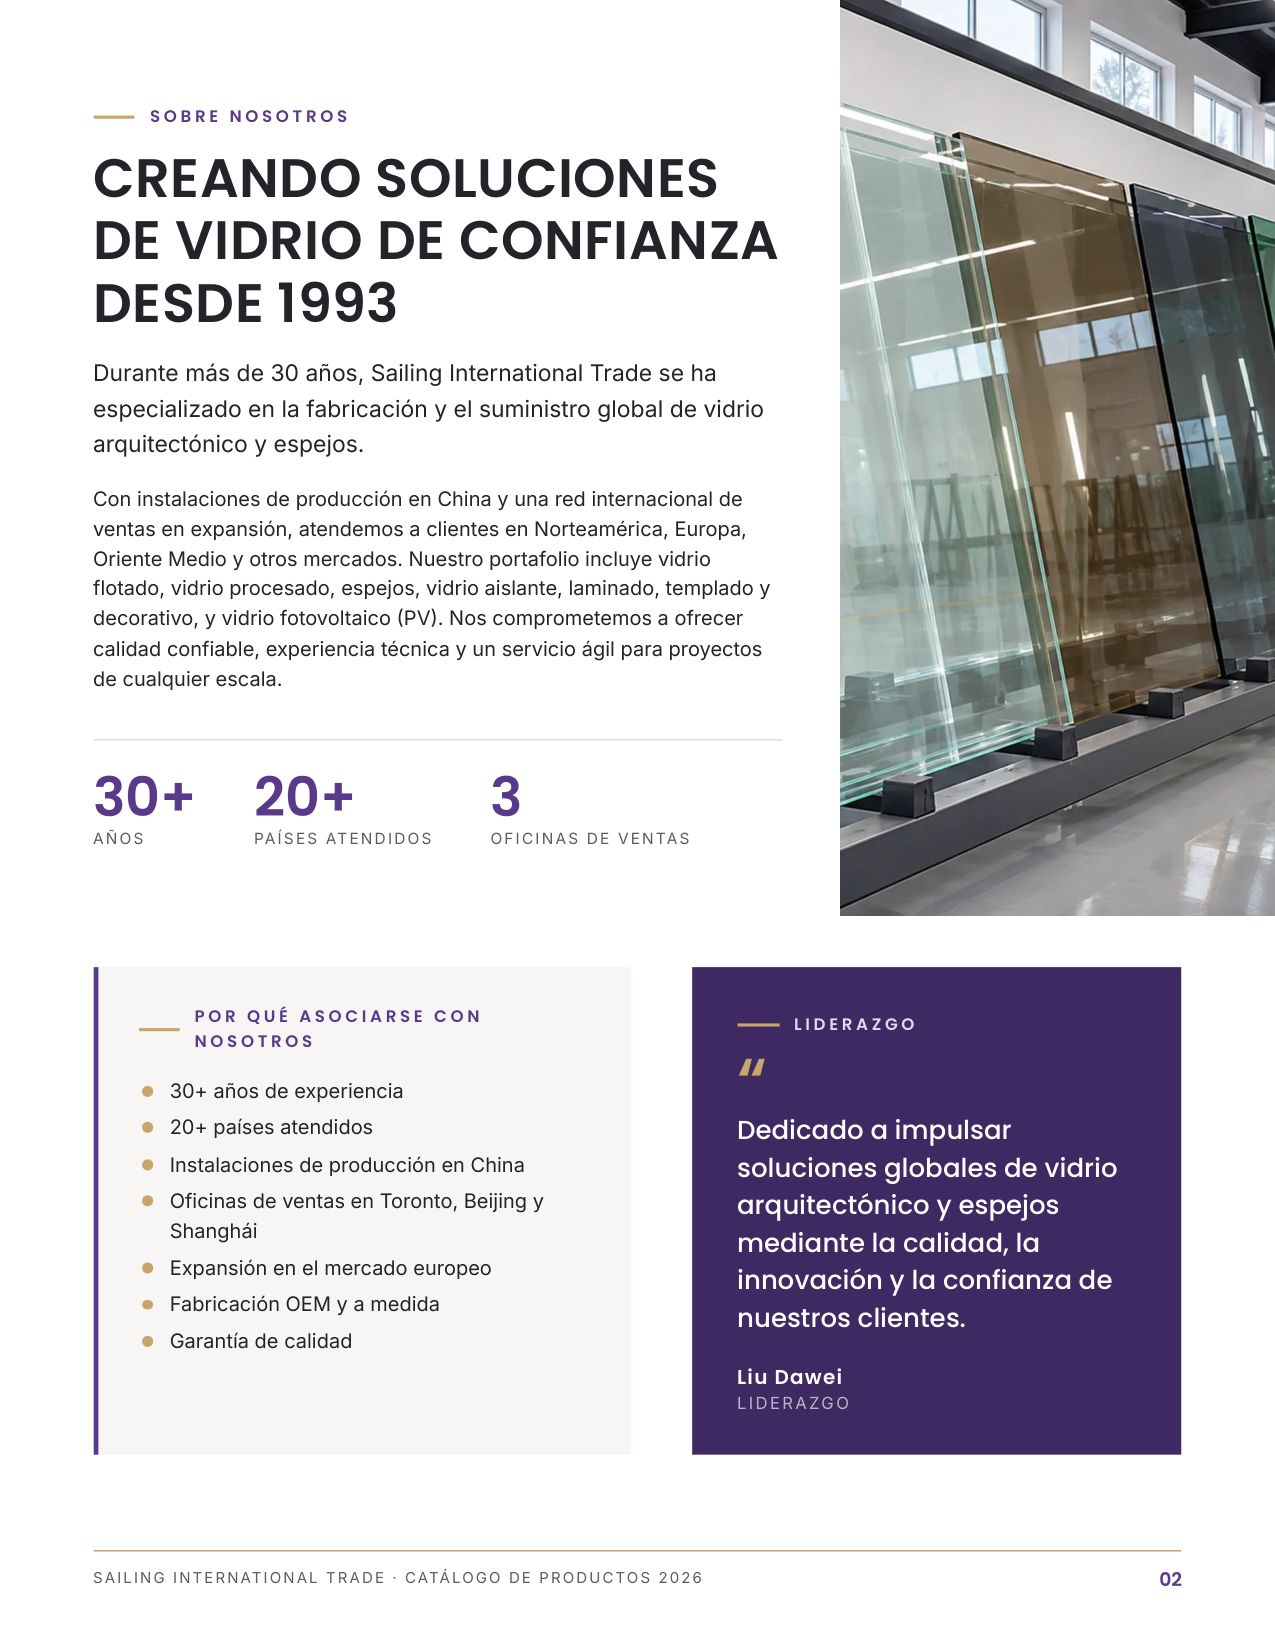 SOBRE NOSOTROS
CREANDO SOLUCIONES
DE VIDRIO DE CONFIANZA
DESDE 1993
Durante más de 30 años, Sailing International Trade se ha
especializado en la fabricación y el suministro global de vidrio
arquitectónico y espejos.
Con instalaciones de producción en China y una red internacional de
ventas en expansión, atendemos a clientes en Norteamérica, Europa,
Oriente Medio y otros mercados. Nuestro portafolio incluye vidrio
flotado, vidrio procesado, espejos, vidrio aislante, laminado, templado y
decorativo, y vidrio fotovoltaico (PV). Nos comprometemos a ofrecer
calidad confiable, experiencia técnica y un servicio ágil para proyectos
de cualquier escala.
30+
AÑOS
20+
PAÍSES ATENDIDOS
3
OFICINAS DE VENTAS
POR QUÉ ASOCIARSE CON
NOSOTROS
30+ años de experiencia
20+ países atendidos
Instalaciones de producción en China
Oficinas de ventas en Toronto, Beijing y
Shanghái
Expansión en el mercado europeo
Fabricación OEM y a medida
Garantía de calidad
LIDERAZGO
“
Dedicado a impulsar
soluciones globales de vidrio
arquitectónico y espejos
mediante la calidad, la
innovación y la confianza de
nuestros clientes.
Liu Dawei
LIDERAZGO
SAILING INTERNATIONAL TRADE · CATÁLOGO DE PRODUCTOS 2026
02